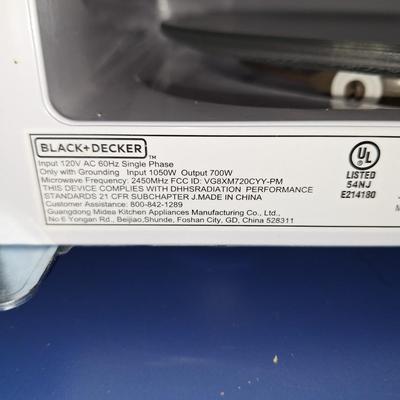 BLACK+DECKER™
Input 120V AC 60Hz Single Phase
Only with Grounding Input 1050W Output 700W
Microwave Frequency: 2450MHz FCC ID: VG8XM720CYY-PM
THIS DEVICE COMPLIES WITH DHHSRADIATION PERFORMANCE
STANDARDS 21 CFR SUBCHAPTER J.MADE IN CHINA
Customer Assistance: 800-842-1289
Guangdong Midea Kitchen Appliances Manufacturing Co., Ltd.,
No.6 Yongan Rd., Beijiao,Shunde, Foshan City, GD, China 528311
UL
LISTED
54NJ
E214180